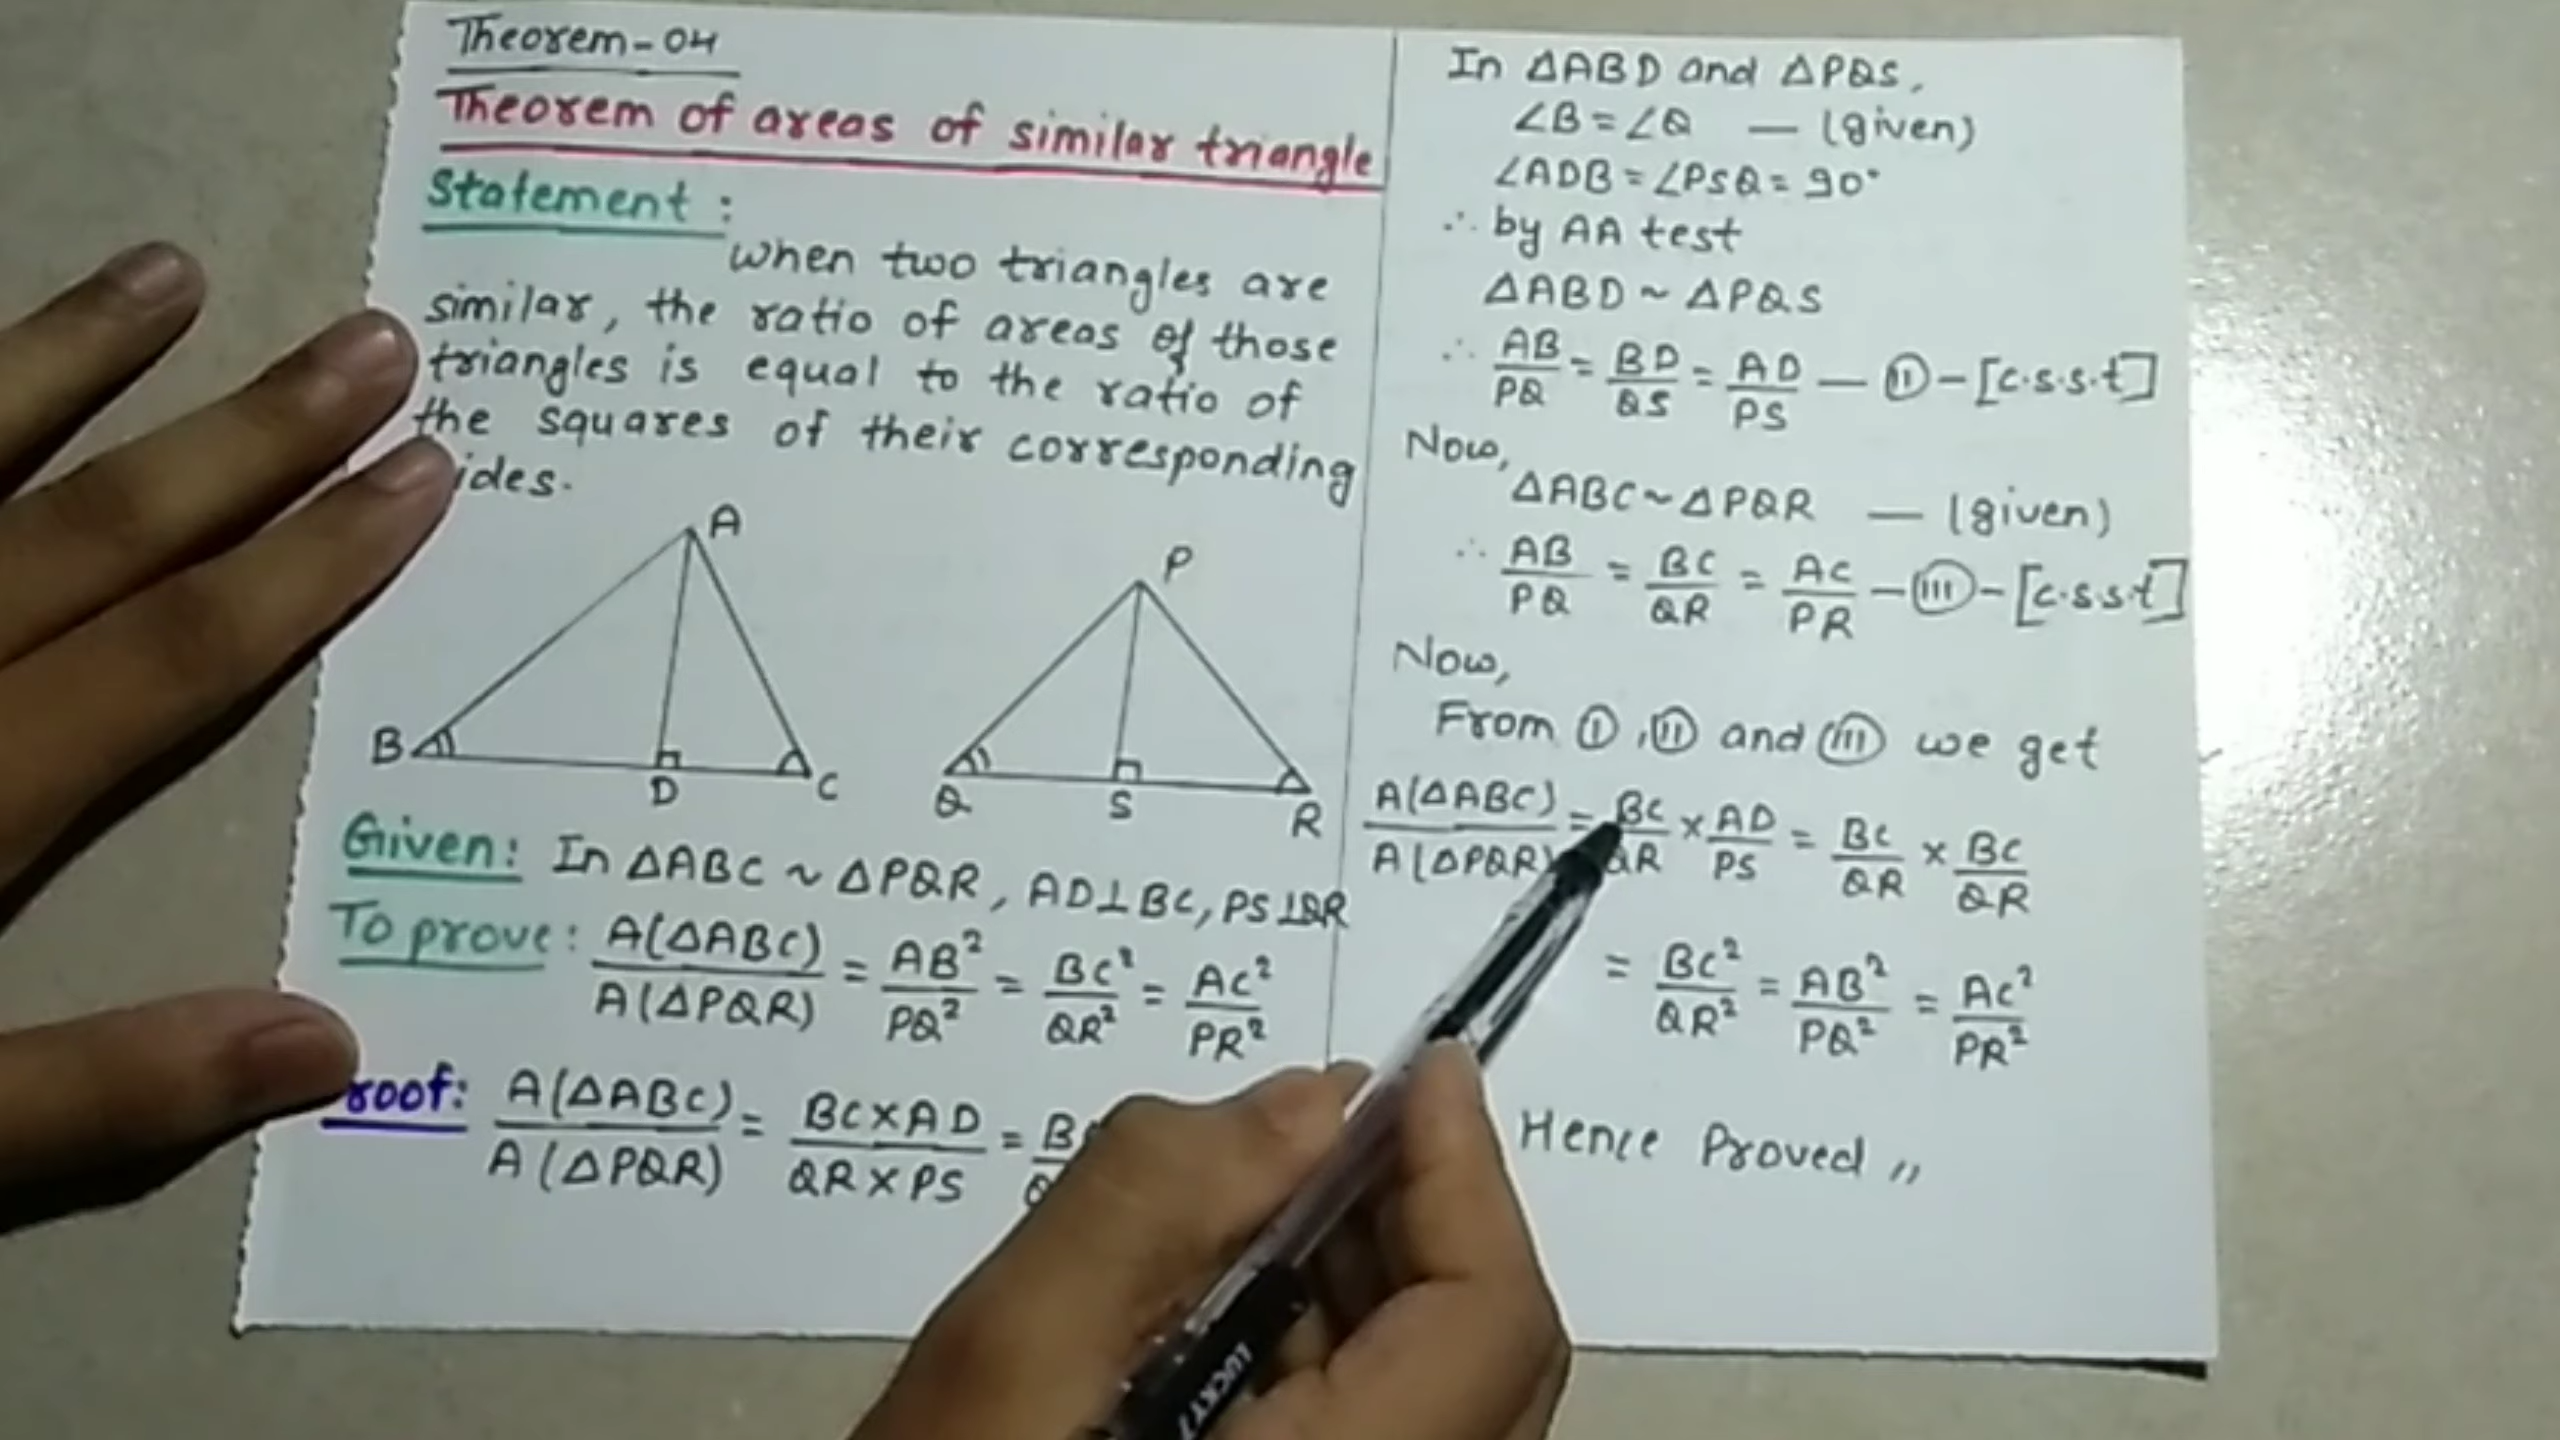 Theorem-04
Theorem of areas of similar triangle
Statement :
when two triangles are
similar, the ratio of areas of those
triangles is equal to the ratio of
the squares of their corresponding
ides.
A
B
D
C
P
Q
S
R
Given: In ΔABC ~ ΔPQR, AD⊥BC, PS⊥QR
To prove: A(ΔABC)/A(ΔPQR) = AB²/PQ² = BC²/QR² = AC²/PR²
roof: A(ΔABC)/A(ΔPQR) = BC×AD/QR×PS =
In ΔABD and ΔPQS,
∠B = ∠Q — (given)
∠ADB = ∠PSQ = 90°
∴ by AA test
ΔABD ~ ΔPQS
∴ AB/PQ = BD/QS = AD/PS — (II) - [c.s.s.t]
Now,
ΔABC ~ ΔPQR — (given)
∴ AB/PQ = BC/QR = AC/PR — (III) - [c.s.s.t]
Now,
From (I), (II) and (III) we get
A(ΔABC)/A(ΔPQR) = BC/QR × AD/PS = BC/QR × BC/QR
= BC²/QR² = AB²/PQ² = AC²/PR²
Hence Proved ,,
LUCKY7